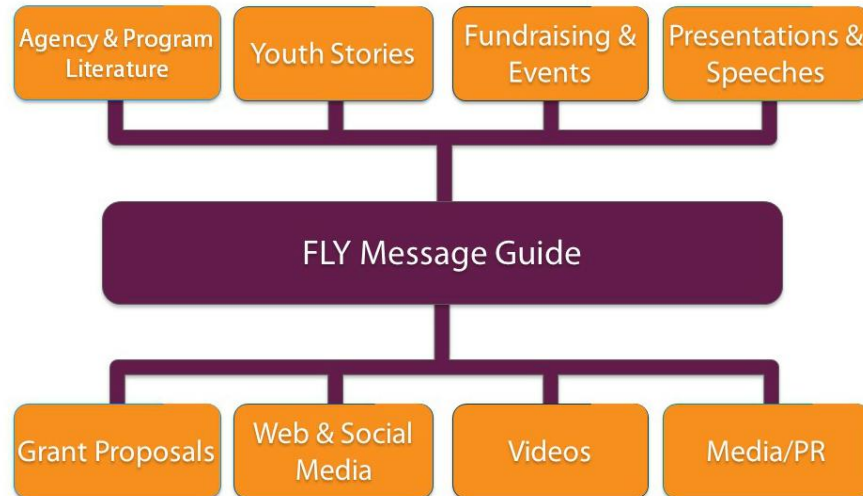 Agency & Program
Literature
Youth Stories
Fundraising &
Events
Presentations &
Speeches
FLY Message Guide
Grant Proposals
Web & Social
Media
Videos
Media/PR